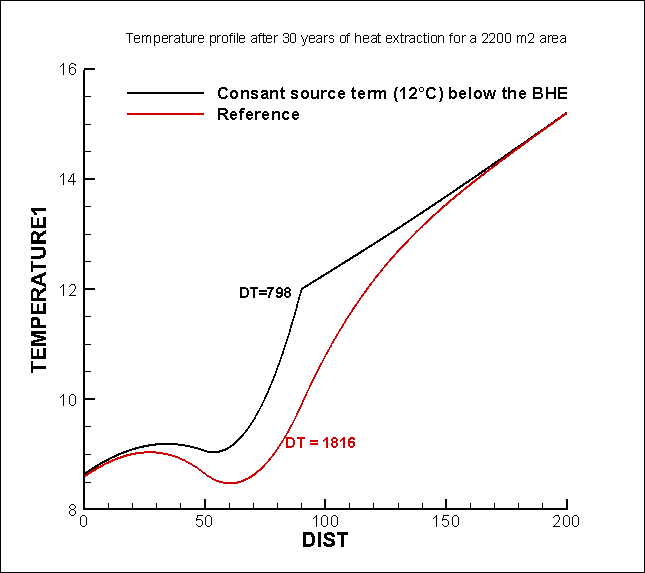 Temperature profile after 30 years of heat extraction for a 2200 m2 area
16
Consant source term (12°C) below the BHE
Reference
14
TEMPERATURE1
DT=798
12
10
DT = 1816
8
0 50 100 150 200
DIST